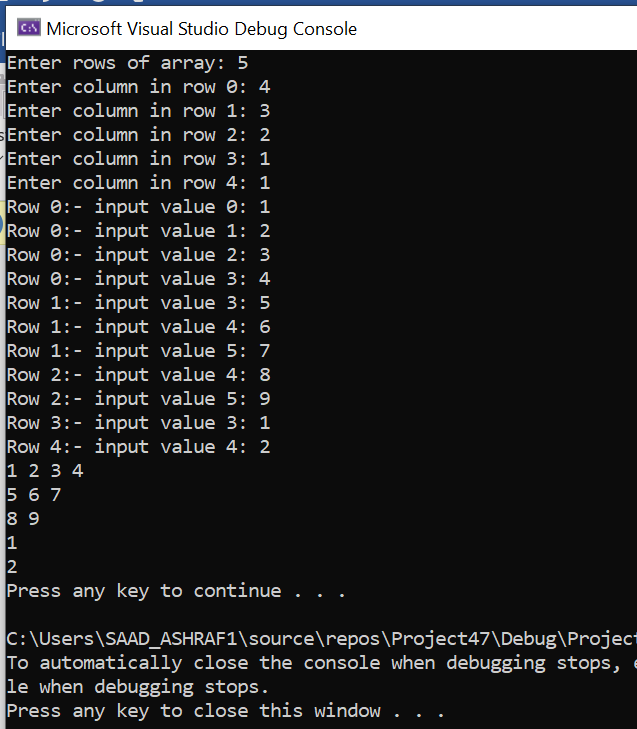 Microsoft Visual Studio Debug Console
Enter rows of array: 5
Enter column in row 0: 4
Enter column in row 1: 3
Enter column in row 2: 2
Enter column in row 3: 1
Enter column in row 4: 1
Row 0:- input value 0: 1
Row 0:- input value 1: 2
Row 0:- input value 2: 3
Row 0:- input value 3: 4
Row 1:- input value 3: 5
Row 1:- input value 4: 6
Row 1:- input value 5: 7
Row 2:- input value 4: 8
Row 2:- input value 5: 9
Row 3:- input value 3: 1
Row 4:- input value 4: 2
1 2 3 4
5 6 7
8 9
1
2
Press any key to continue . . .
C:\Users\SAAD_ASHRAF1\source\repos\Project47\Debug\Project
To automatically close the console when debugging stops, e
le when debugging stops.
Press any key to close this window . . .